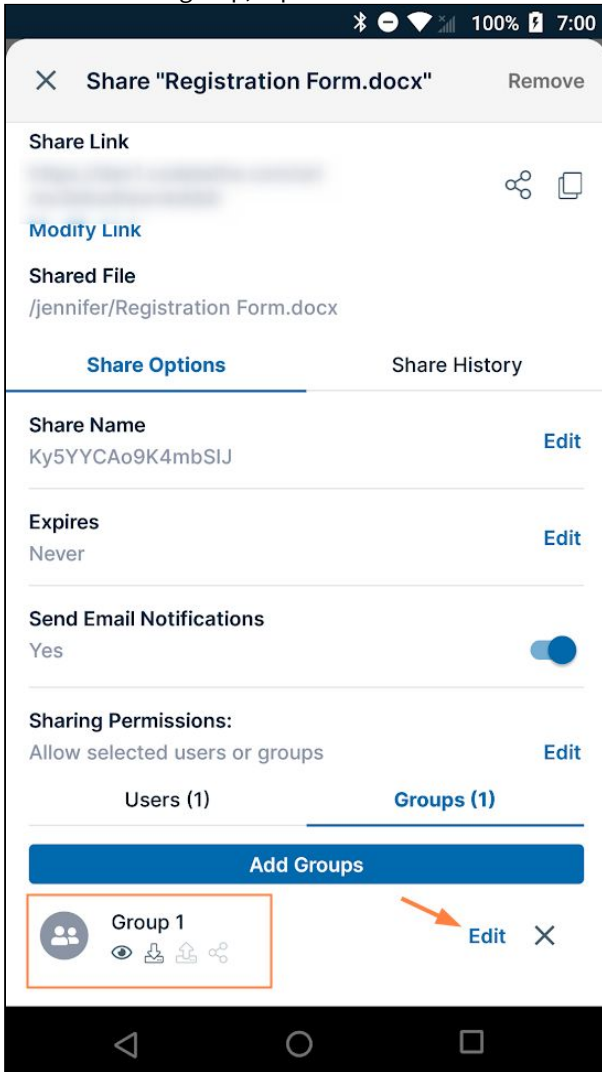 100% 7:00
Share "Registration Form.docx" Remove
Share Link
Modify Link
Shared File
/jennifer/Registration Form.docx
Share Options Share History
Share Name
Ky5YYCAo9K4mbSIJ Edit
Expires
Never Edit
Send Email Notifications
Yes
Sharing Permissions:
Allow selected users or groups Edit
Users (1) Groups (1)
Add Groups
Group 1
Edit